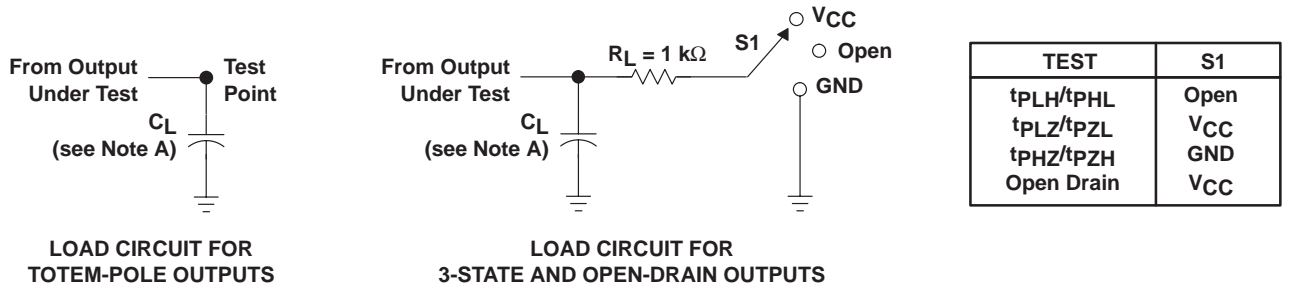 From Output
Under Test
Test
Point
CL
(see Note A)
LOAD CIRCUIT FOR
TOTEM-POLE OUTPUTS
From Output
Under Test
RL = 1 kΩ
S1
VCC
Open
GND
CL
(see Note A)
LOAD CIRCUIT FOR
3-STATE AND OPEN-DRAIN OUTPUTS
TEST S1
tPLH/tPHL Open
tPLZ/tPZL VCC
tPHZ/tPZH GND
Open Drain VCC